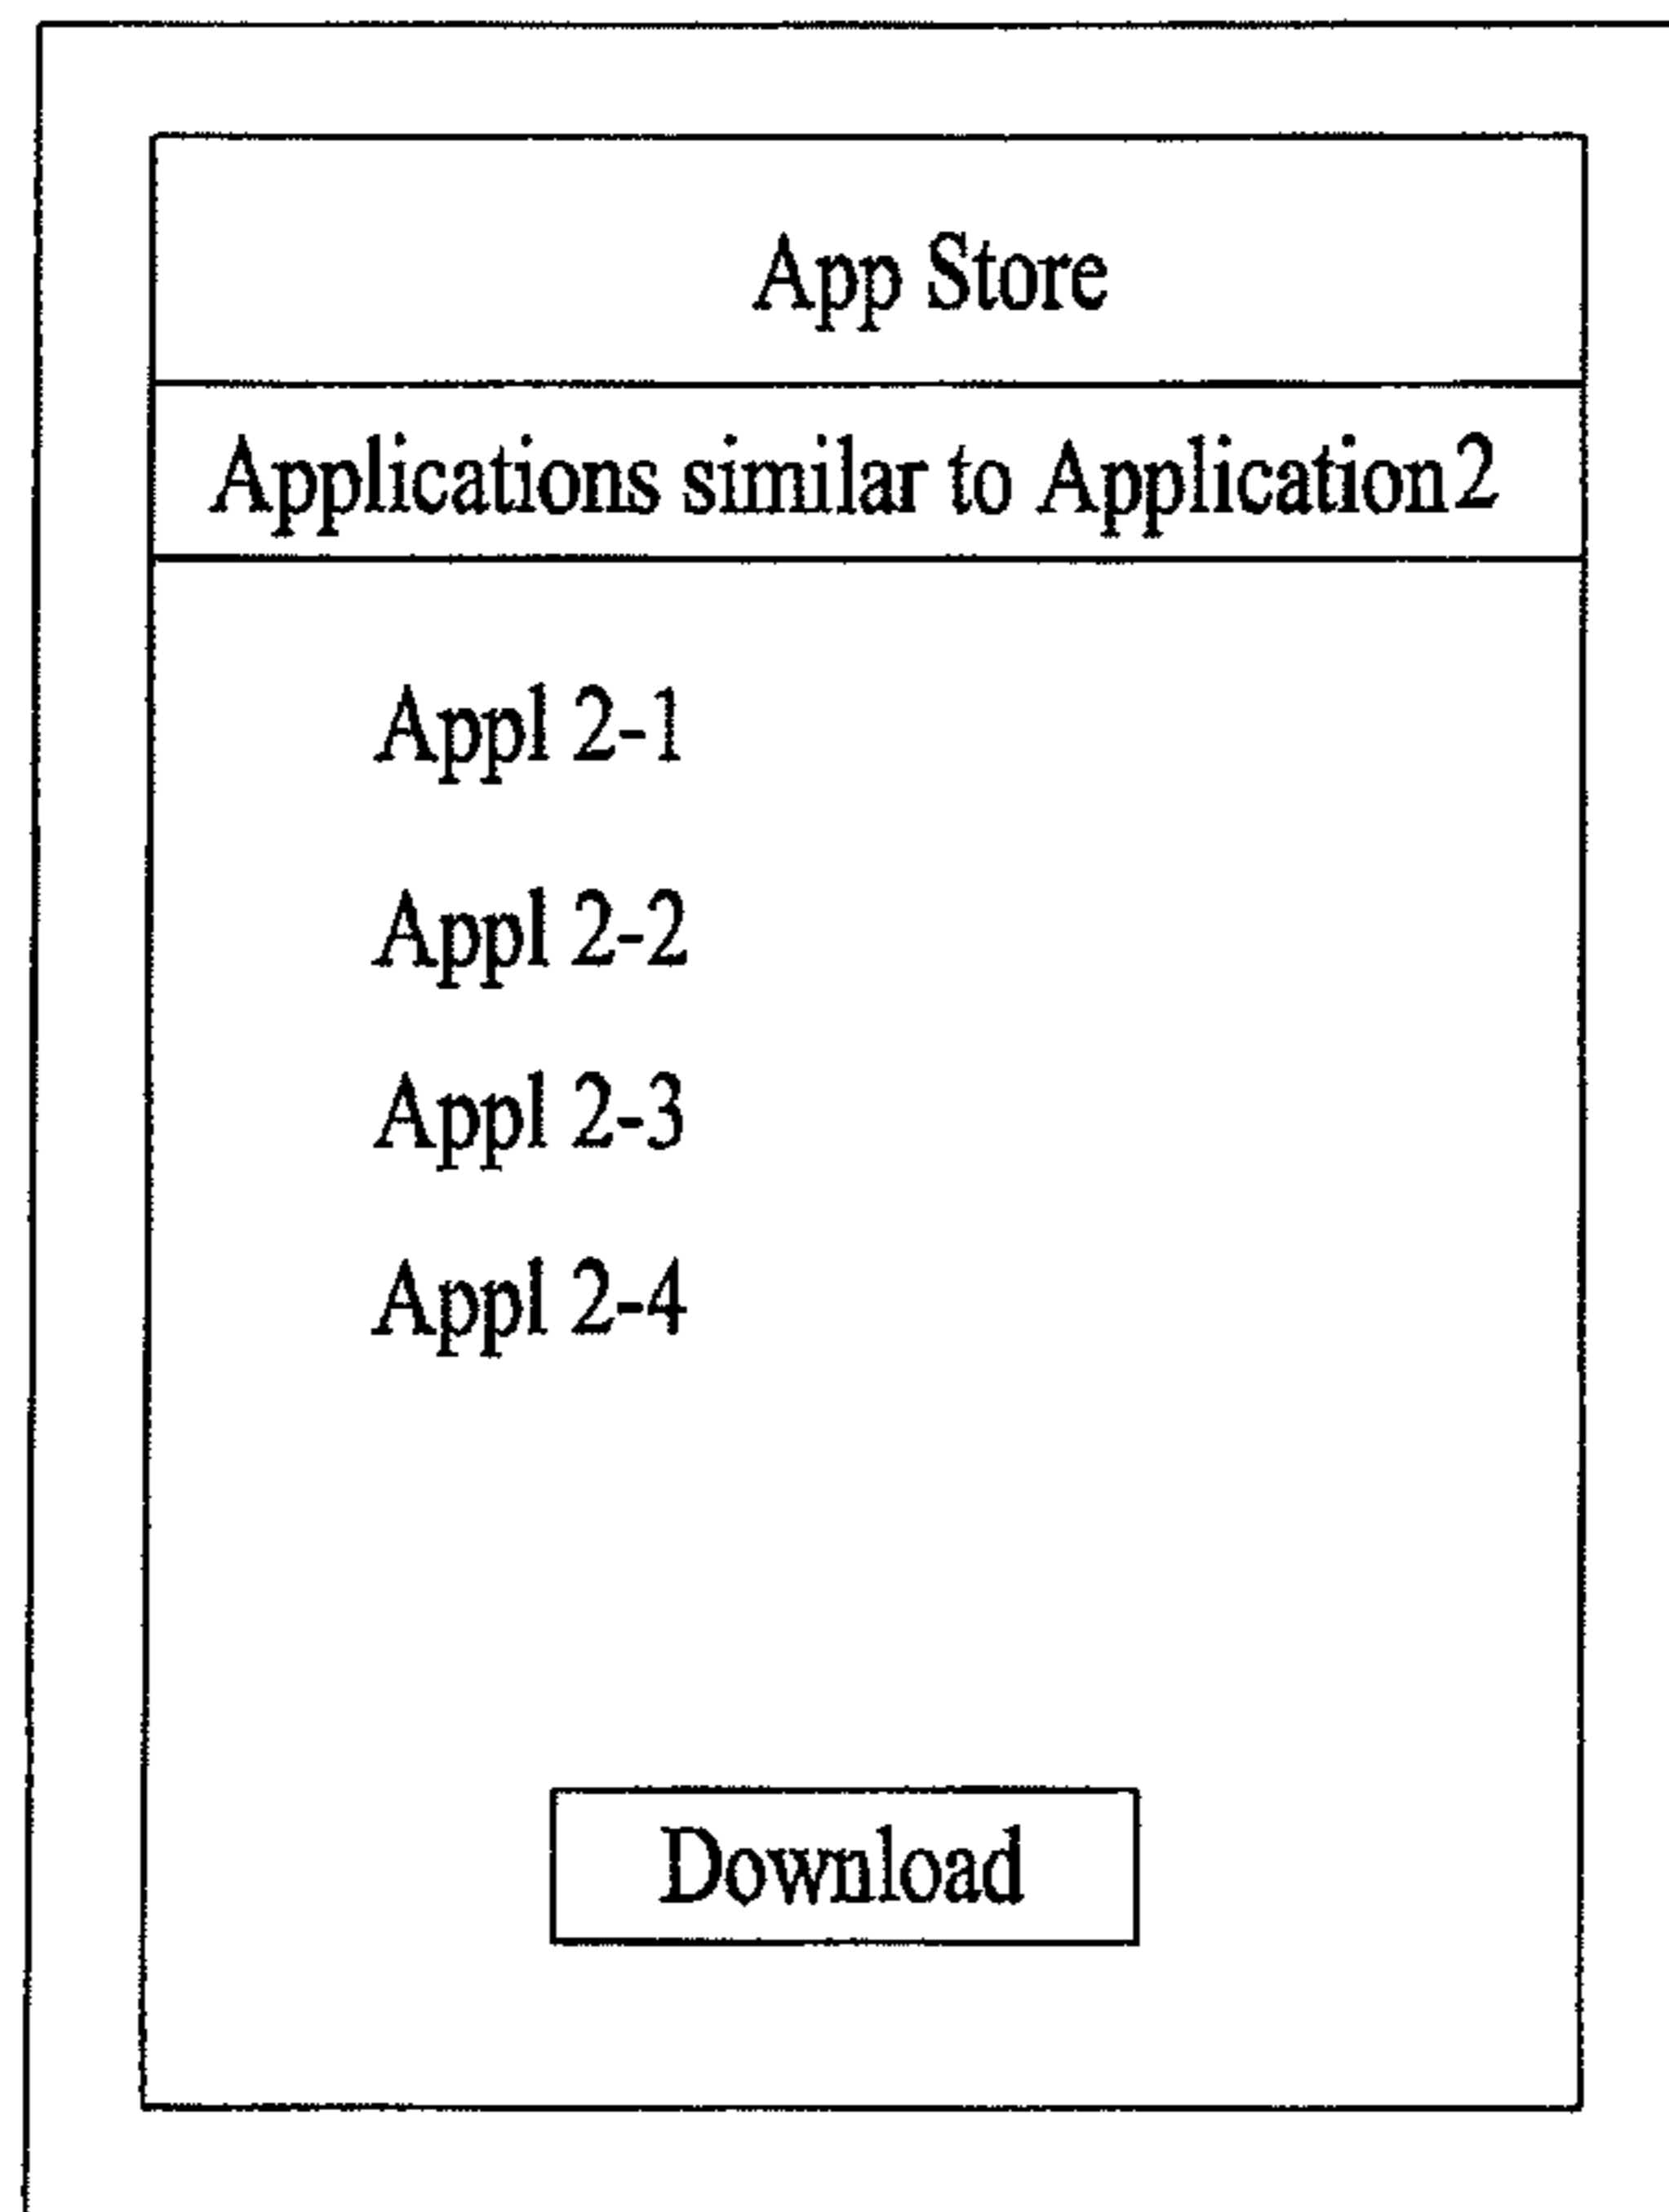 App Store
Applications similar to Application2
Appl 2-1
Appl 2-2
Appl 2-3
Appl 2-4
Download